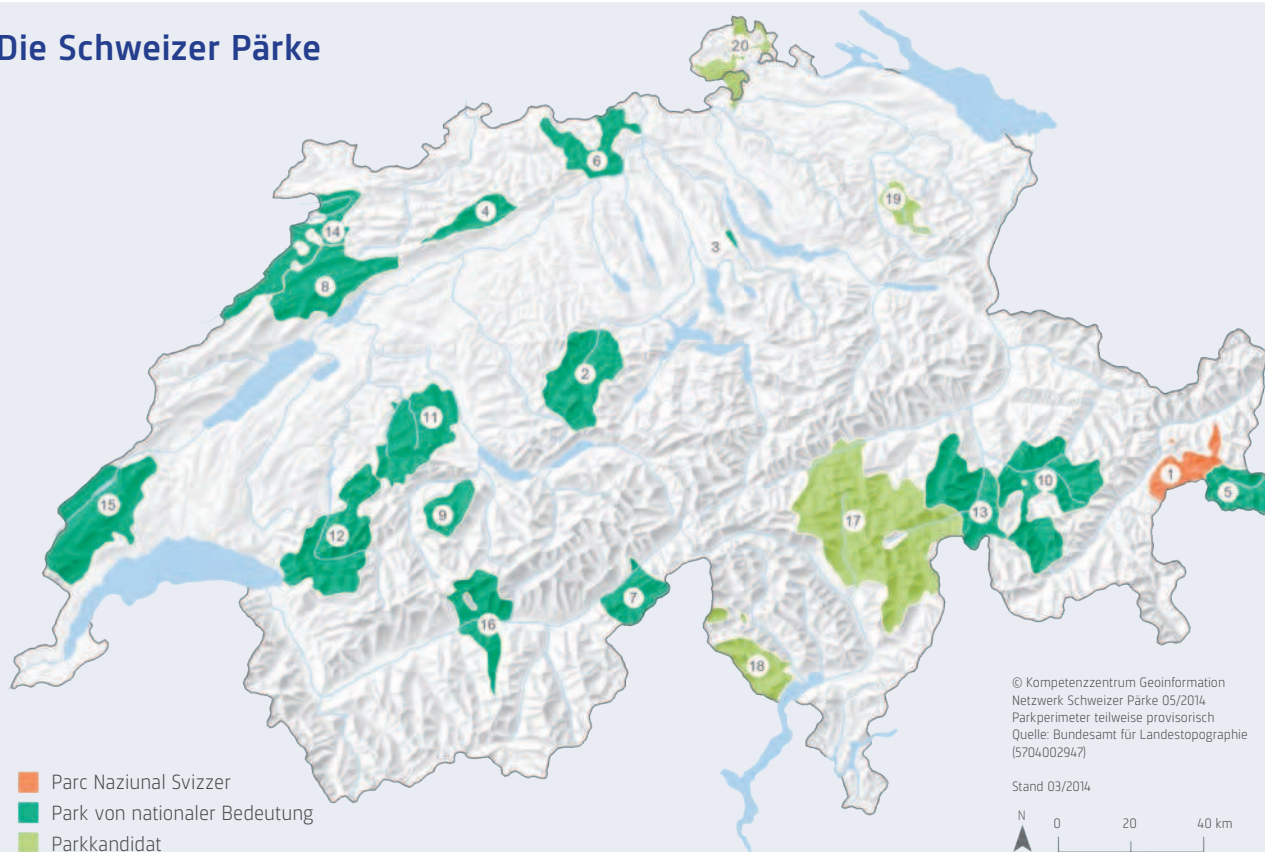 Die Schweizer Pärke
20
6
19
4
14
3
8
2
11
1
10
5
15
13
9
17
12
7
16
18
© Kompetenzzentrum Geoinformation
Netzwerk Schweizer Pärke 05/2014
Parkperimeter teilweise provisorisch
Quelle: Bundesamt für Landestopographie
(5704002947)
Stand 03/2014
Parc Naziunal Svizzer
Park von nationaler Bedeutung
Parkkandidat
N
0 20 40 km